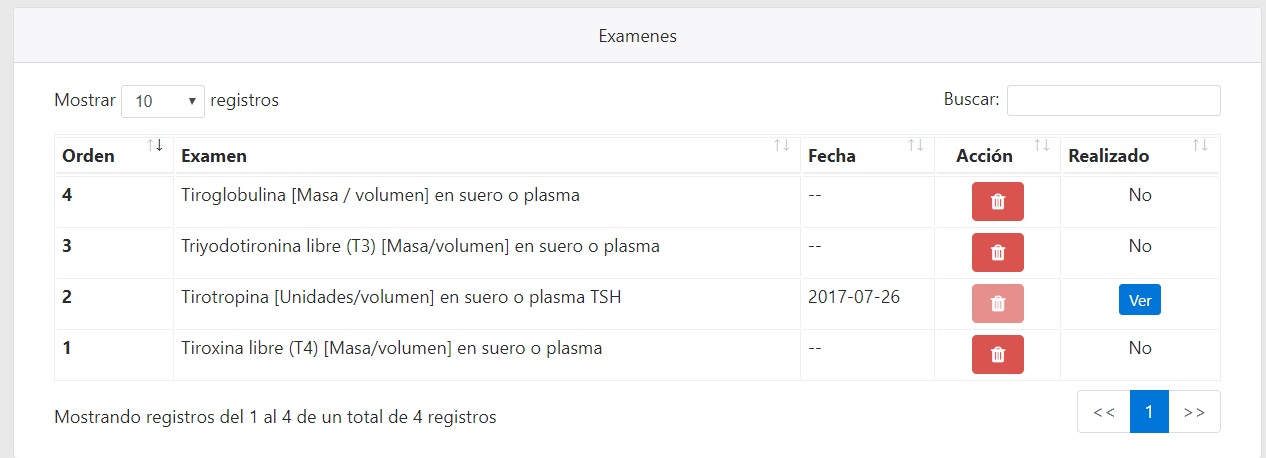 Examenes
Mostrar 10 registros Buscar:
Orden Examen Fecha Acción Realizado
4 Tiroglobulina [Masa / volumen] en suero o plasma -- No
3 Triyodotironina libre (T3) [Masa/volumen] en suero o plasma -- No
2 Tirotropina [Unidades/volumen] en suero o plasma TSH 2017-07-26 Ver
1 Tiroxina libre (T4) [Masa/volumen] en suero o plasma -- No
Mostrando registros del 1 al 4 de un total de 4 registros << 1 >>